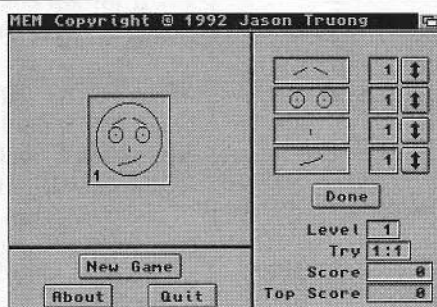 MEM Copyright © 1992 Jason Truong
1
1
1
1
1
Done
Level 1
Try 1:1
Score 0
Top Score 0
New Game
About Quit